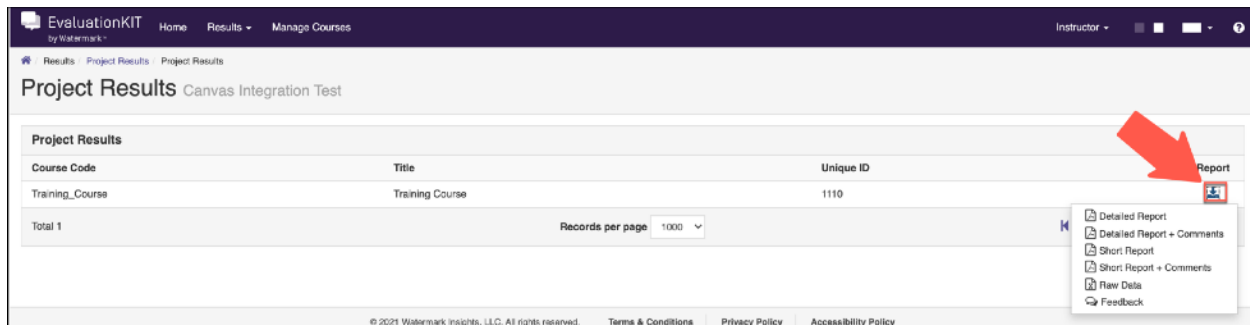 EvaluationKIT Home Results Manage Courses Instructor
by Watermark™
/ Results / Project Results / Project Results
Project Results Canvas Integration Test
Project Results
Course Code Title Unique ID Report
Training_Course Training Course 1110
Total 1 Records per page 1000
Detailed Report
Detailed Report + Comments
Short Report
Short Report + Comments
Raw Data
Feedback
© 2021 Watermark Insights, LLC. All rights reserved. Terms & Conditions Privacy Policy Accessibility Policy